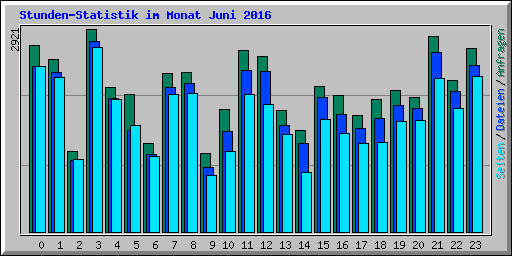 Stunden-Statistik im Monat Juni 2016
2921
Seiten/Dateien/Anfragen
0 1 2 3 4 5 6 7 8 9 10 11 12 13 14 15 16 17 18 19 20 21 22 23